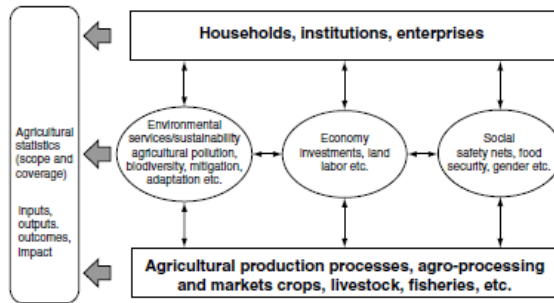 Households, institutions, enterprises
Agricultural
statistics
(scope and
coverage)
Inputs,
outputs.
outcomes,
Impact
Environmental
services/sustainability
agricultural pollution,
biodiversity, mitigation,
adaptation etc.
Economy
investments, land
labor etc.
Social
safety nets, food
security, gender etc.
Agricultural production processes, agro-processing
and markets crops, livestock, fisheries, etc.